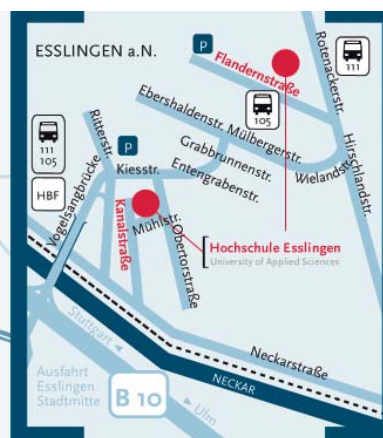 ESSLINGEN a.N.
P
Flandernstraße
Rotenackerstr.
111
Ebershaldenstr.
Mülbergerstr.
105
111
105
Ritterstr.
P
Grabbrunnenstr.
Hirschlandstr.
HBF
Vogelsangbrücke
Kiesstr.
Entengrabenstr.
Wielandstr.
Kanalstraße
Mühlstr.
Obertorstraße
Hochschule Esslingen
University of Applied Sciences
Stuttgart
Neckarstraße
NECKAR
Ausfahrt
Esslingen
Stadtmitte
B 10
Ulm